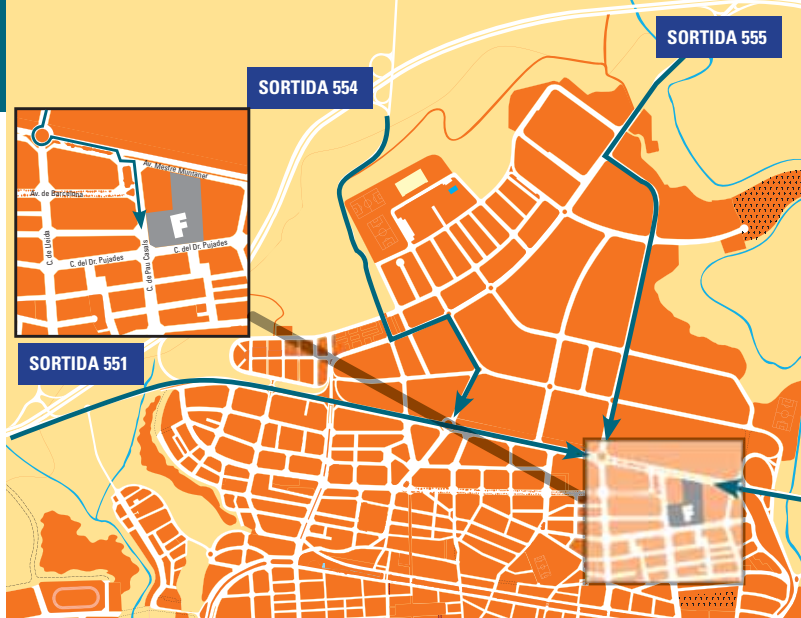 SORTIDA 555
SORTIDA 554
Av. Mestre Muntaner
Av. de Barcelona
F
C. de Lleida
C. del Dr. Pujades
C. de Pau Casals
C. del Dr. Pujades
SORTIDA 551
F